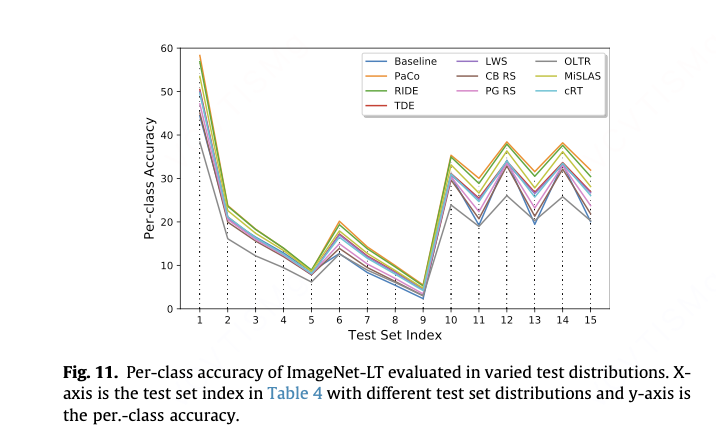 60
50
40
30
20
10
0
Per-class Accuracy
Baseline LWS OLTR
PaCo CB RS MiSLAS
RIDE PG RS cRT
TDE
1 2 3 4 5 6 7 8 9 10 11 12 13 14 15
Test Set Index
Fig. 11. Per-class accuracy of ImageNet-LT evaluated in varied test distributions. X-
axis is the test set index in Table 4 with different test set distributions and y-axis is
the per.-class accuracy.